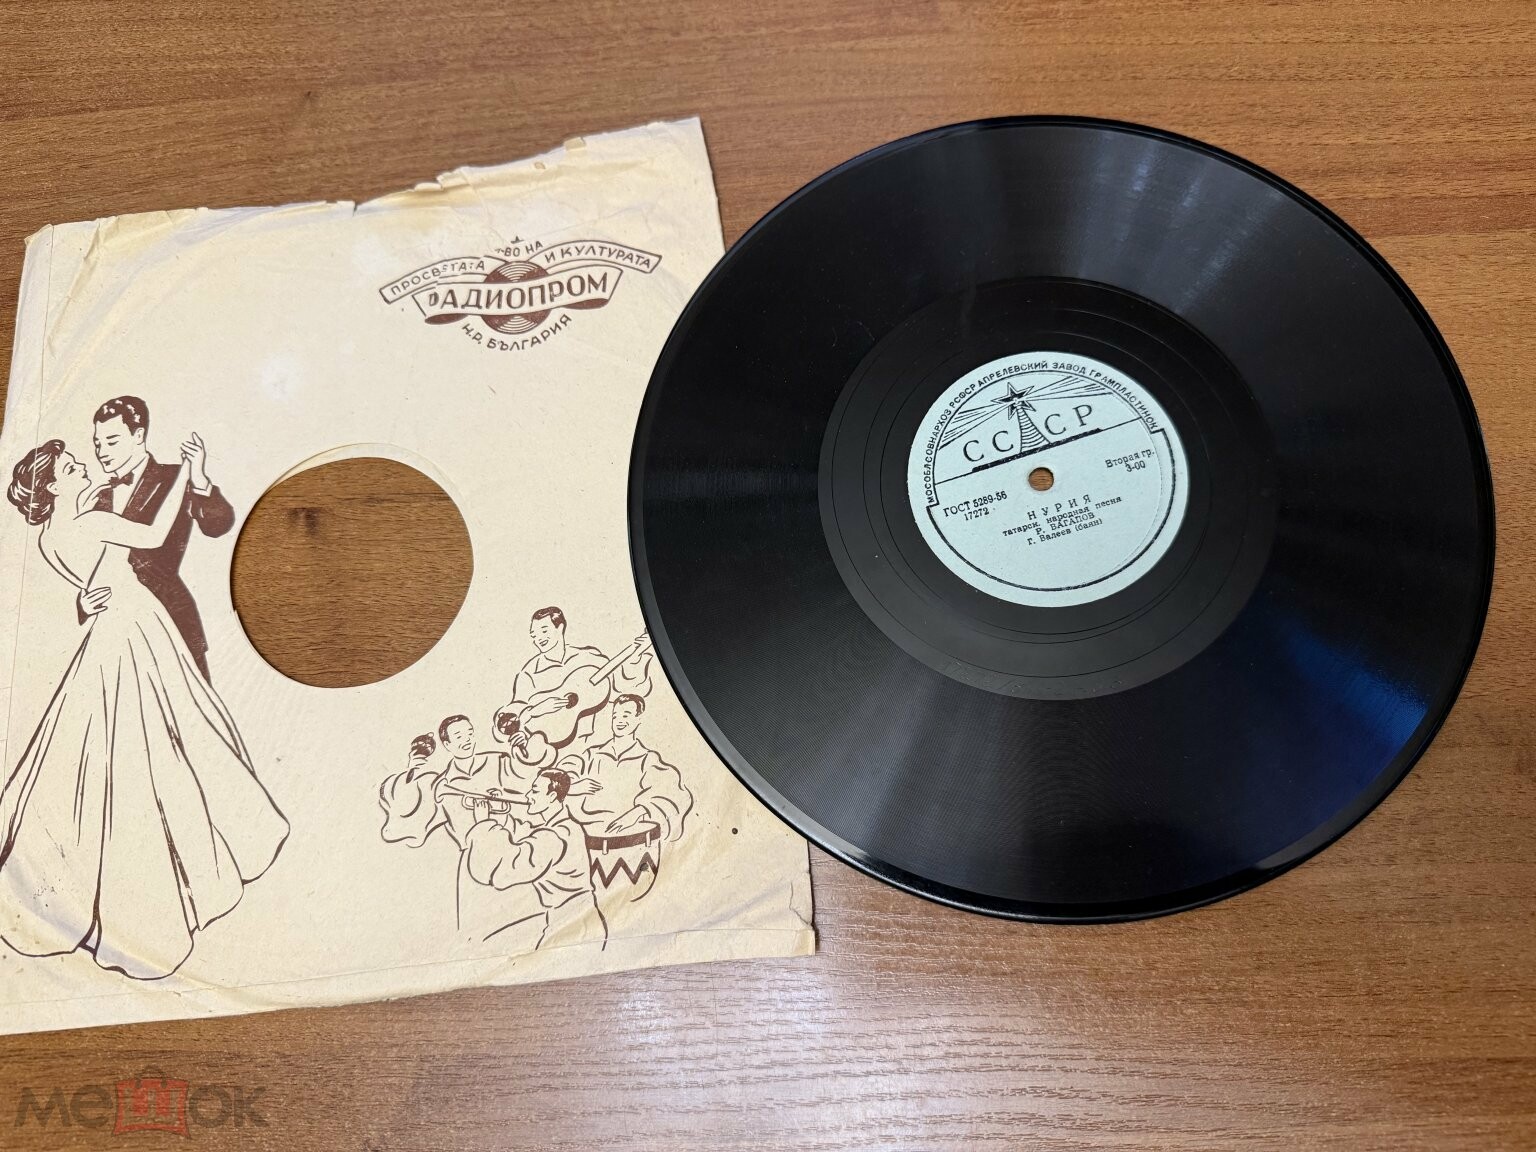 ВО НА
ПРОСВЕТАТА И КУЛТУРАТА
РАДИОПРОМ
Н.Р. БЪЛГАРИЯ
МОСОБЛСОВНАРХОЗ РСФСР АПРЕЛЕВСКИЙ ЗАВОД ГРАМПЛАСТИНОК
СССР
Вторая гр.
3-00
ГОСТ 5289-56
17272
НУРИЯ
татарск. народная песня
Р. ВАГАПОВ
Г. Валеев (баян)
мешок